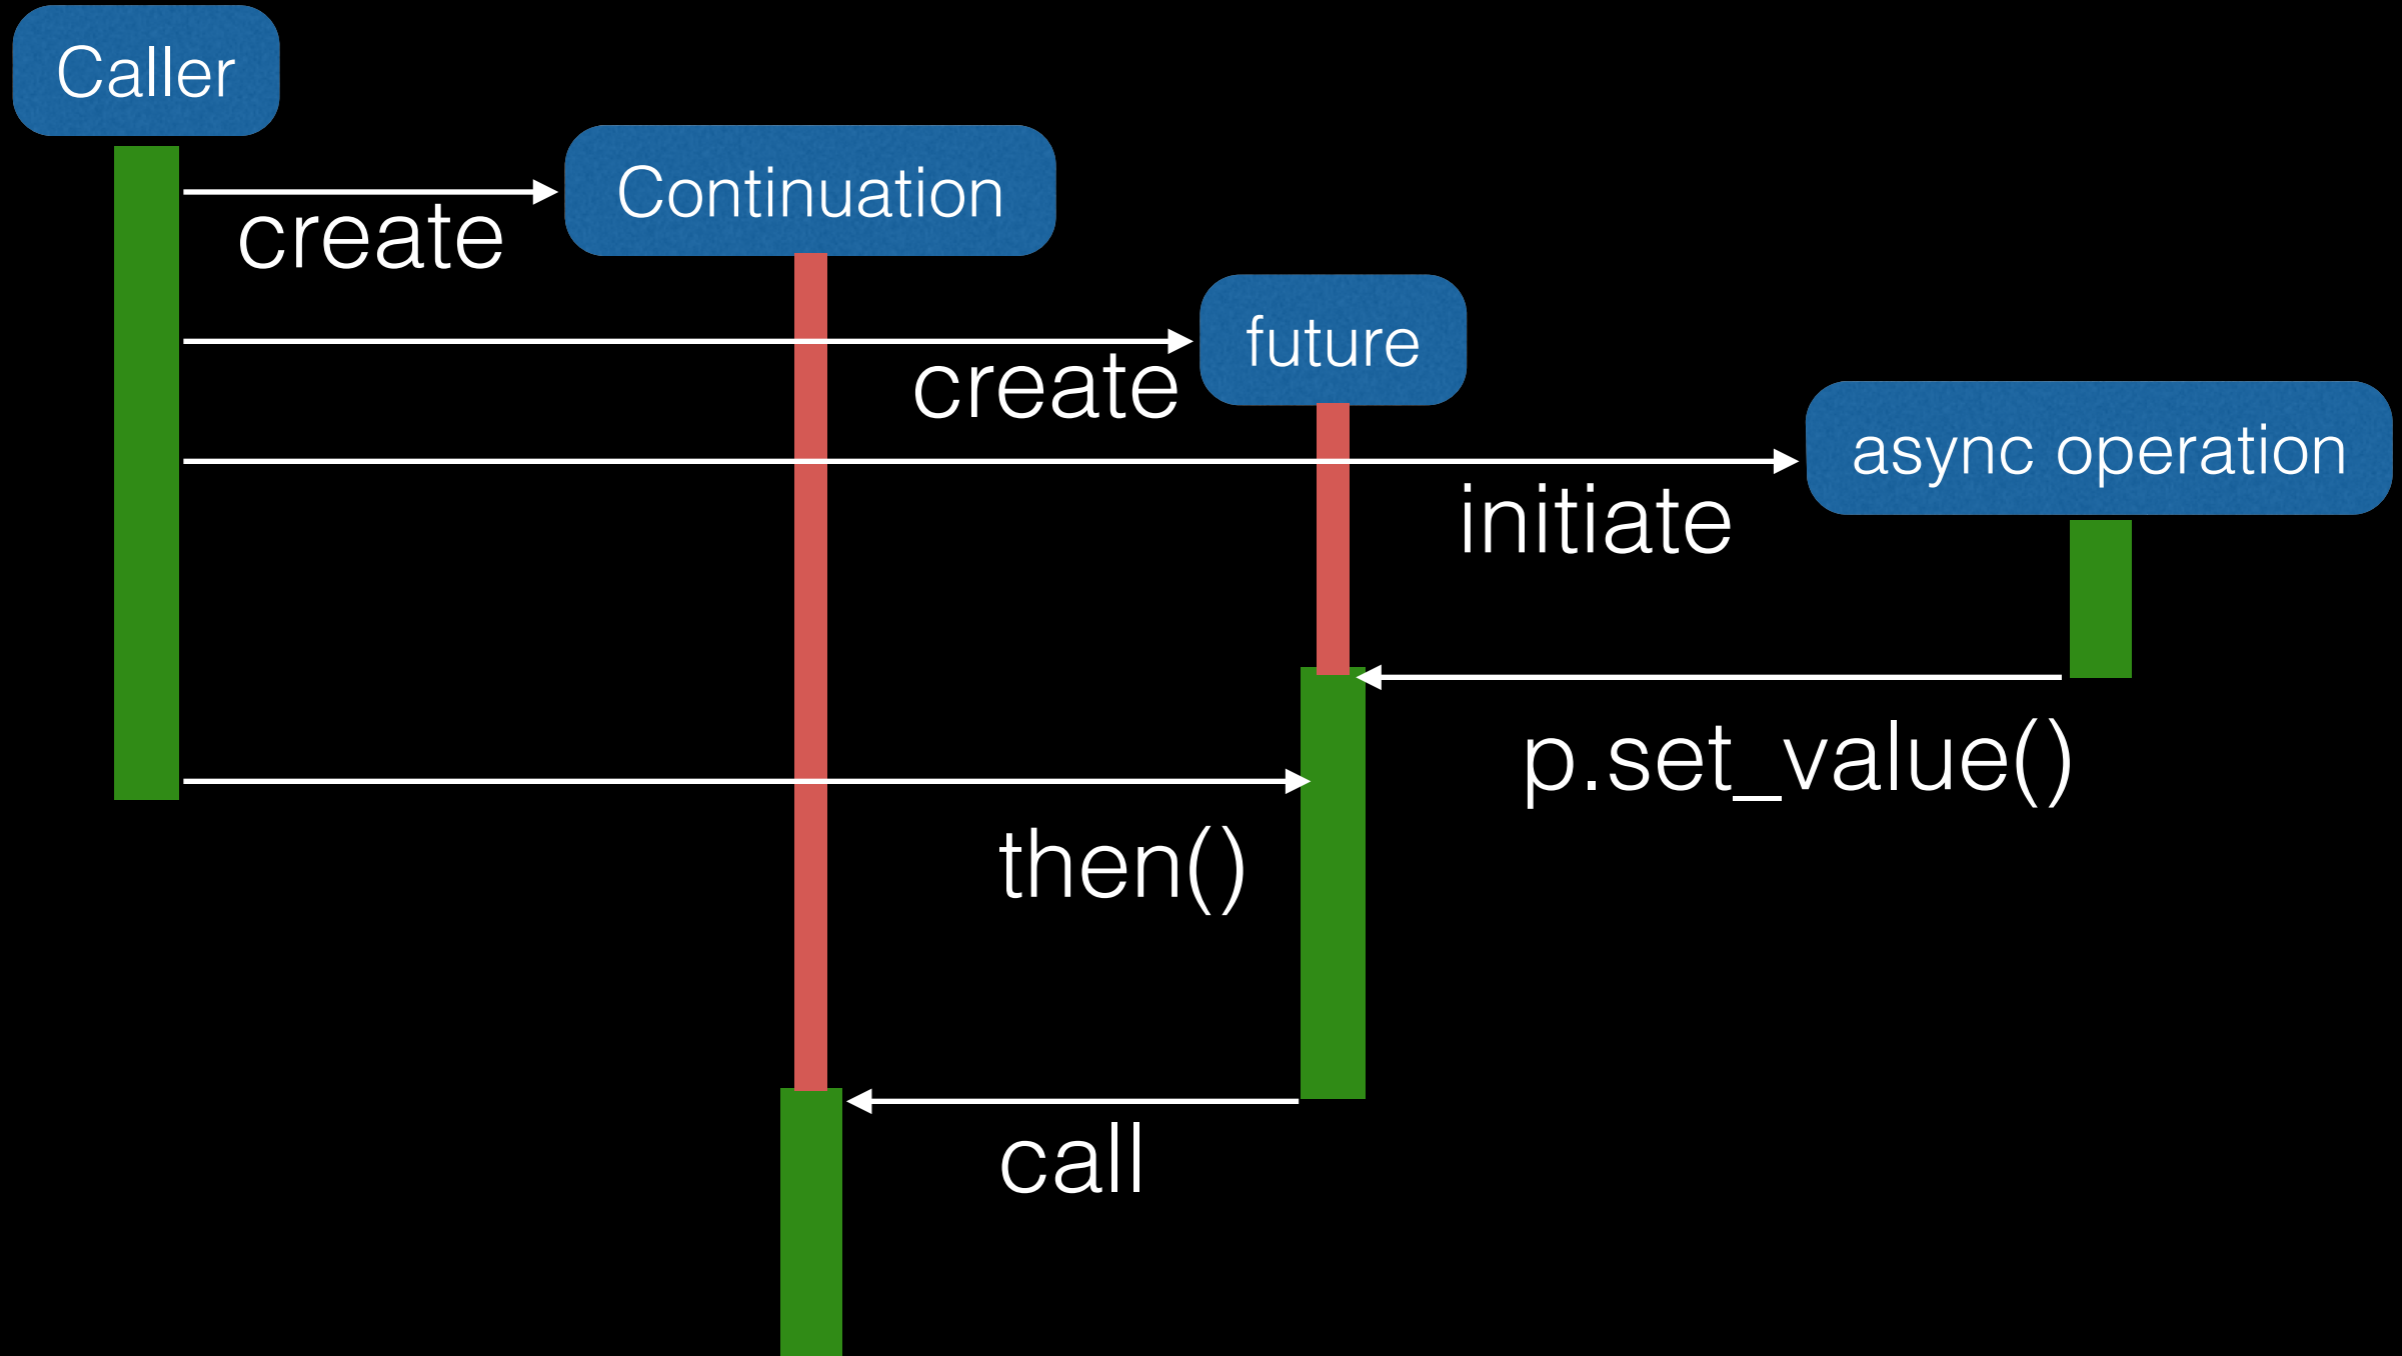 Caller
Continuation
create
future
create
async operation
initiate
p.set_value()
then()
call